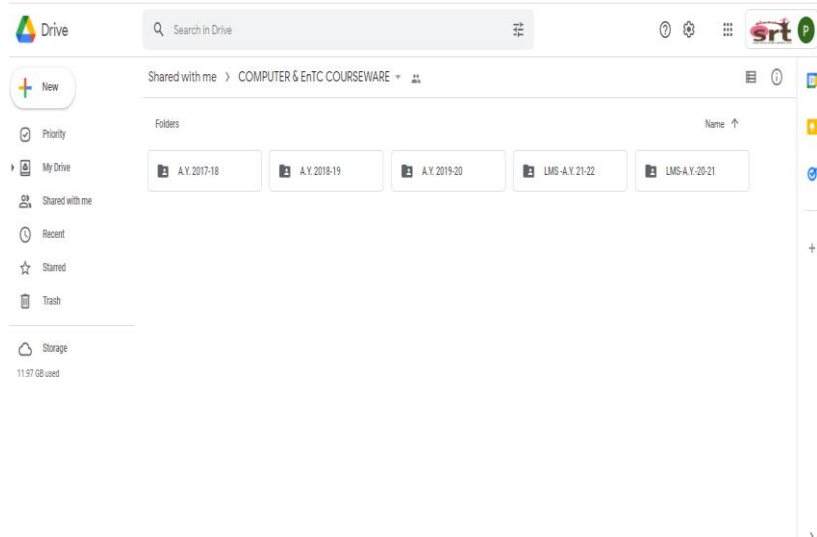 Drive
Search in Drive
srt
P
New
Shared with me > COMPUTER & EnTC COURSEWARE
Priority
My Drive
Shared with me
Recent
Starred
Trash
Storage
11.97 GB used
Folders
Name ↑
A.Y. 2017-18
A.Y. 2018-19
A.Y. 2019-20
LMS -A.Y. 21-22
LMS-A.Y.-20-21